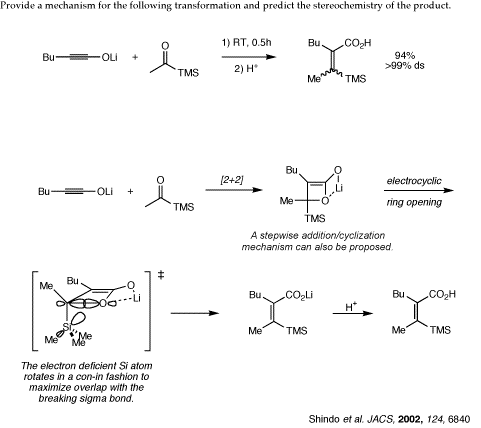 Provide a mechanism for the following transformation and predict the stereochemistry of the product.
Bu
OLi
+
O
TMS
1) RT, 0.5h
2) H+
Bu
CO2H
Me
TMS
94%
>99% ds
Bu
OLi
+
O
TMS
[2+2]
Bu
O
Li
Me
O
TMS
electrocyclic
ring opening
A stepwise addition/cyclization
mechanism can also be proposed.
Me
Bu
O
O
Li
Si
Me
Me
Me
‡
Bu
CO2Li
Me
TMS
H+
Bu
CO2H
Me
TMS
The electron deficient Si atom
rotates in a con-in fashion to
maximize overlap with the
breaking sigma bond.
Shindo et al. JACS, 2002, 124, 6840